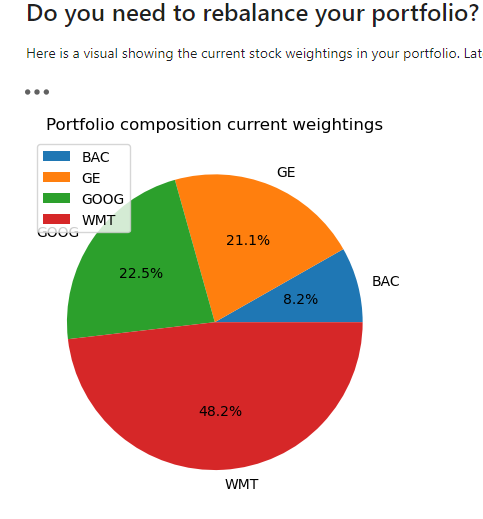 Do you need to rebalance your portfolio?
Here is a visual showing the current stock weightings in your portfolio. Lat
Portfolio composition current weightings
BAC
GE
GOOG
WMT
GE
GOOG
21.1%
22.5%
BAC
8.2%
48.2%
WMT